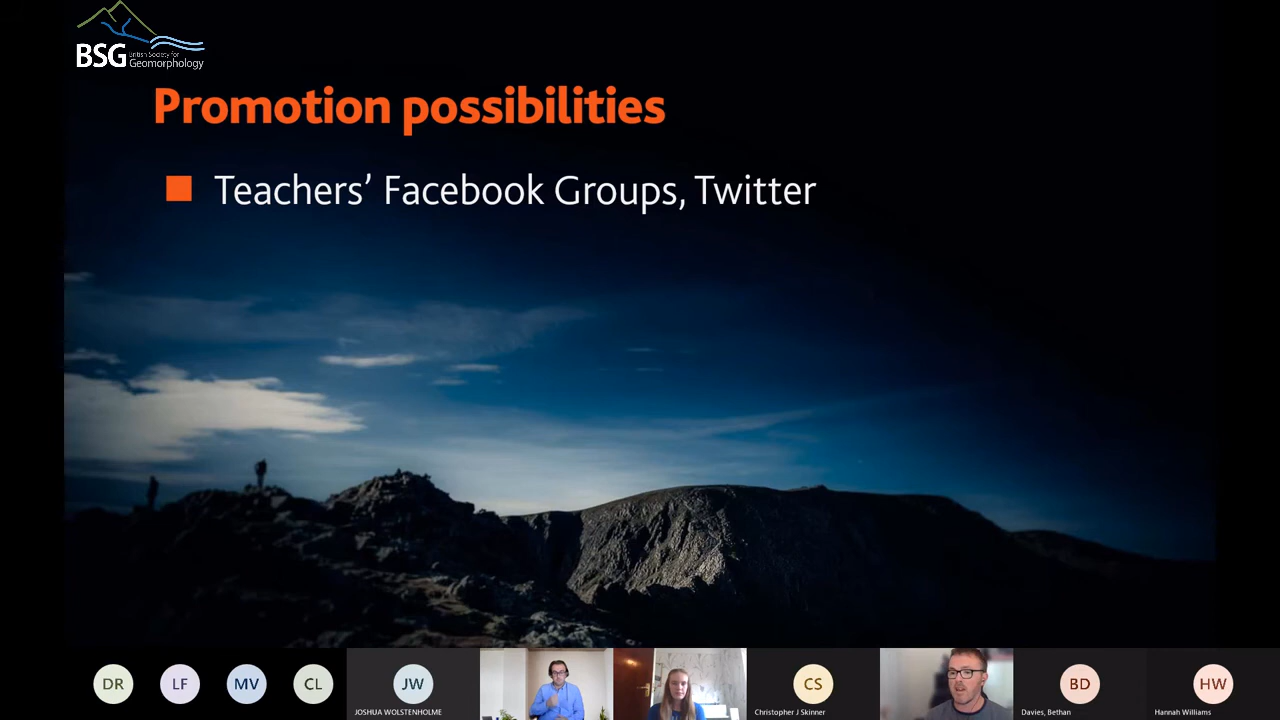 BSG British Society for
Geomorphology
Promotion possibilities
Teachers’ Facebook Groups, Twitter
DR
LF
MV
CL
JW
CS
BD
HW
JOSHUA WOLSTENHOLME
Christopher J Skinner
Davies, Bethan
Hannah Williams